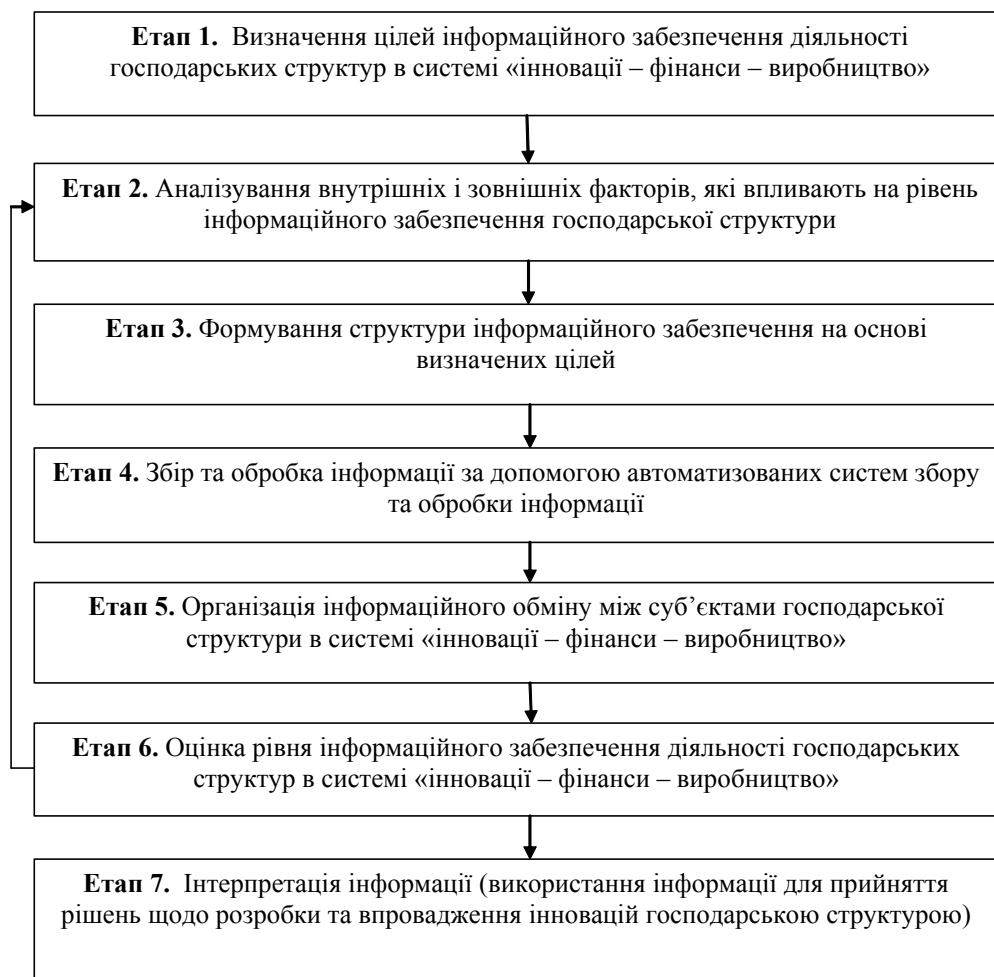 Етап 1. Визначення цілей інформаційного забезпечення діяльності
господарських структур в системі «інновації – фінанси – виробництво»
Етап 2. Аналізування внутрішніх і зовнішніх факторів, які впливають на рівень
інформаційного забезпечення господарської структури
Етап 3. Формування структури інформаційного забезпечення на основі
визначених цілей
Етап 4. Збір та обробка інформації за допомогою автоматизованих систем збору
та обробки інформації
Етап 5. Організація інформаційного обміну між суб’єктами господарської
структури в системі «інновації – фінанси – виробництво»
Етап 6. Оцінка рівня інформаційного забезпечення діяльності господарських
структур в системі «інновації – фінанси – виробництво»
Етап 7. Інтерпретація інформації (використання інформації для прийняття
рішень щодо розробки та впровадження інновацій господарською структурою)